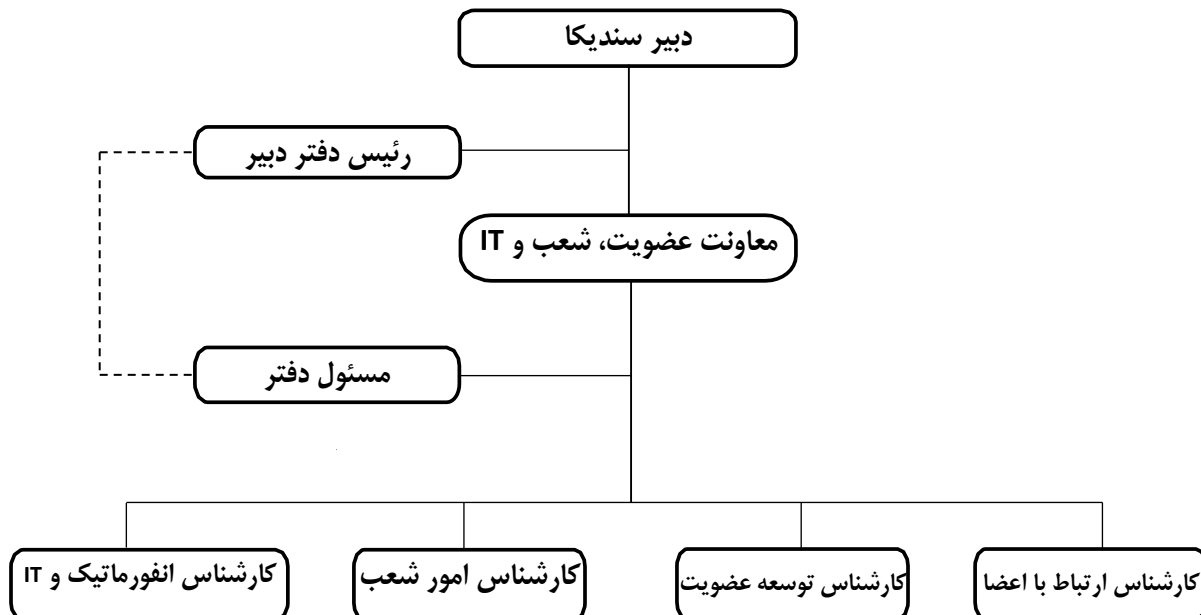 دبیر سندیکا
رئیس دفتر دبیر
معاونت عضویت، شعب و IT
مسئول دفتر
کارشناس ارتباط با اعضا
کارشناس توسعه عضویت
کارشناس امور شعب
کارشناس انفورماتیک و IT